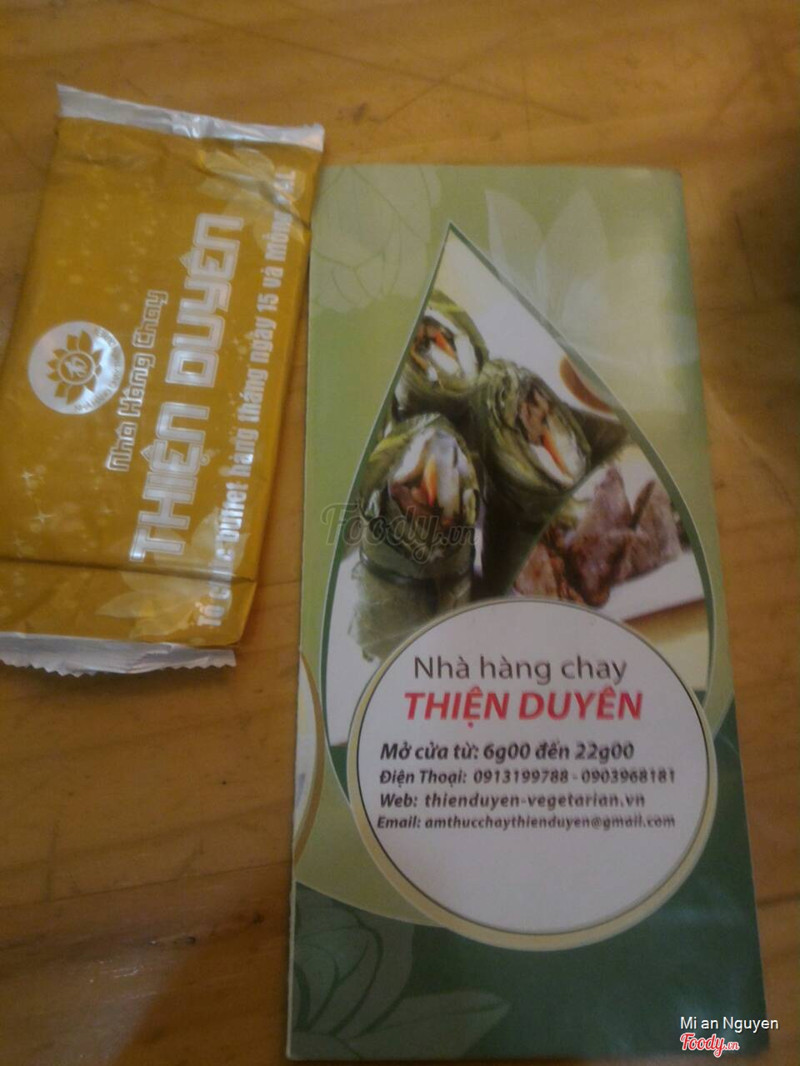 Nhà Hàng Chay
THIỆN DUYÊN
Tổ chức buffet hàng tháng ngày 15 và mồng
Foody.vn
Nhà hàng chay
THIỆN DUYÊN
Mở cửa từ: 6g00 đến 22g00
Điện Thoại: 0913199788 - 0903968181
Web: thienduyen-vegetarian.vn
Email: amthucchaythienduyen@gmail.com
Mi an Nguyen
Foody.vn